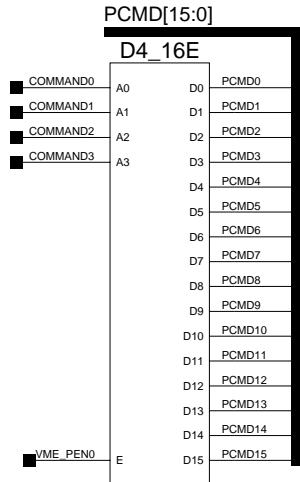 PCMD[15:0]
D4_16E
COMMAND0 A0 D0 PCMD0
COMMAND1 A1 D1 PCMD1
COMMAND2 A2 D2 PCMD2
COMMAND3 A3 D3 PCMD3
D4 PCMD4
D5 PCMD5
D6 PCMD6
D7 PCMD7
D8 PCMD8
D9 PCMD9
D10 PCMD10
D11 PCMD11
D12 PCMD12
D13 PCMD13
D14 PCMD14
VME_PEN0 E D15 PCMD15